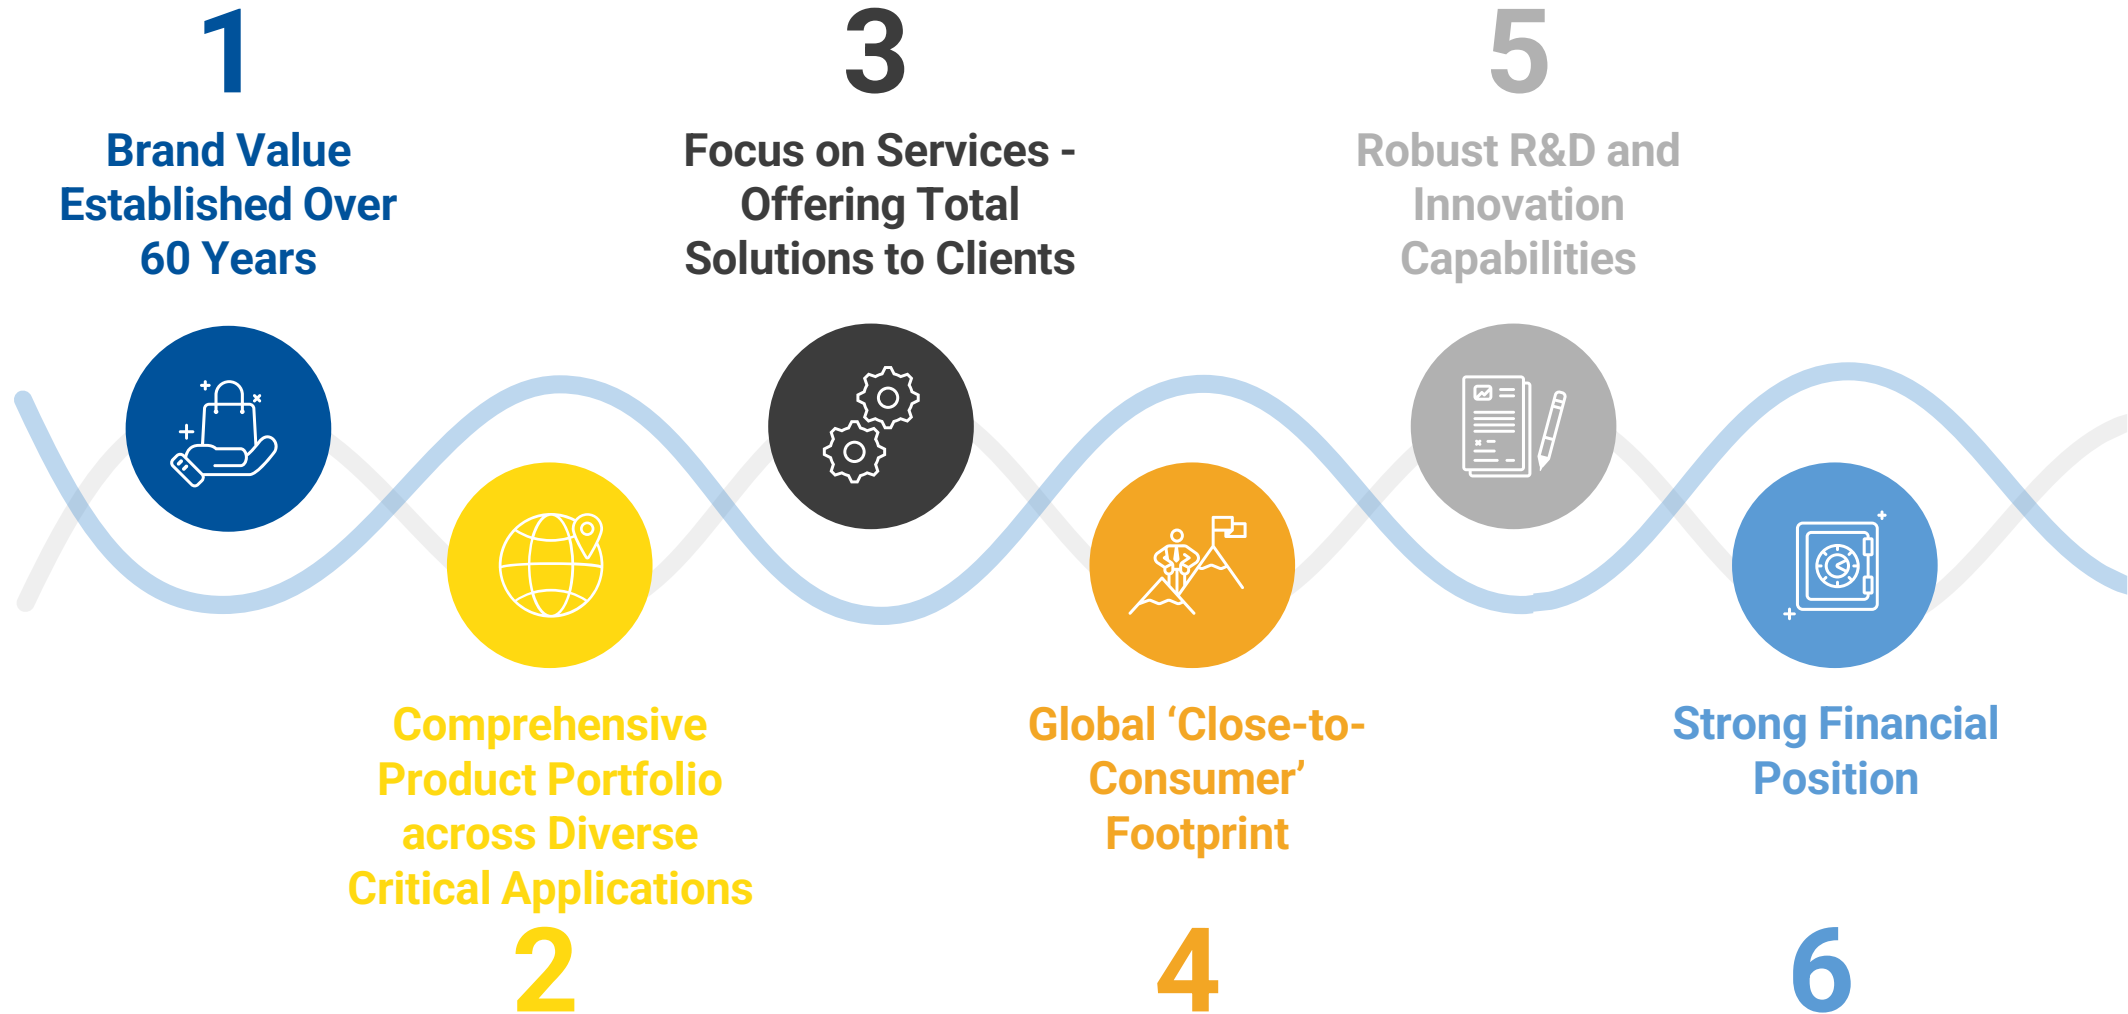 1
Brand Value
Established Over
60 Years
Comprehensive
Product Portfolio
across Diverse
Critical Applications
2
3
Focus on Services -
Offering Total
Solutions to Clients
Global ‘Close-to-
Consumer’
Footprint
4
5
Robust R&D and
Innovation
Capabilities
Strong Financial
Position
6